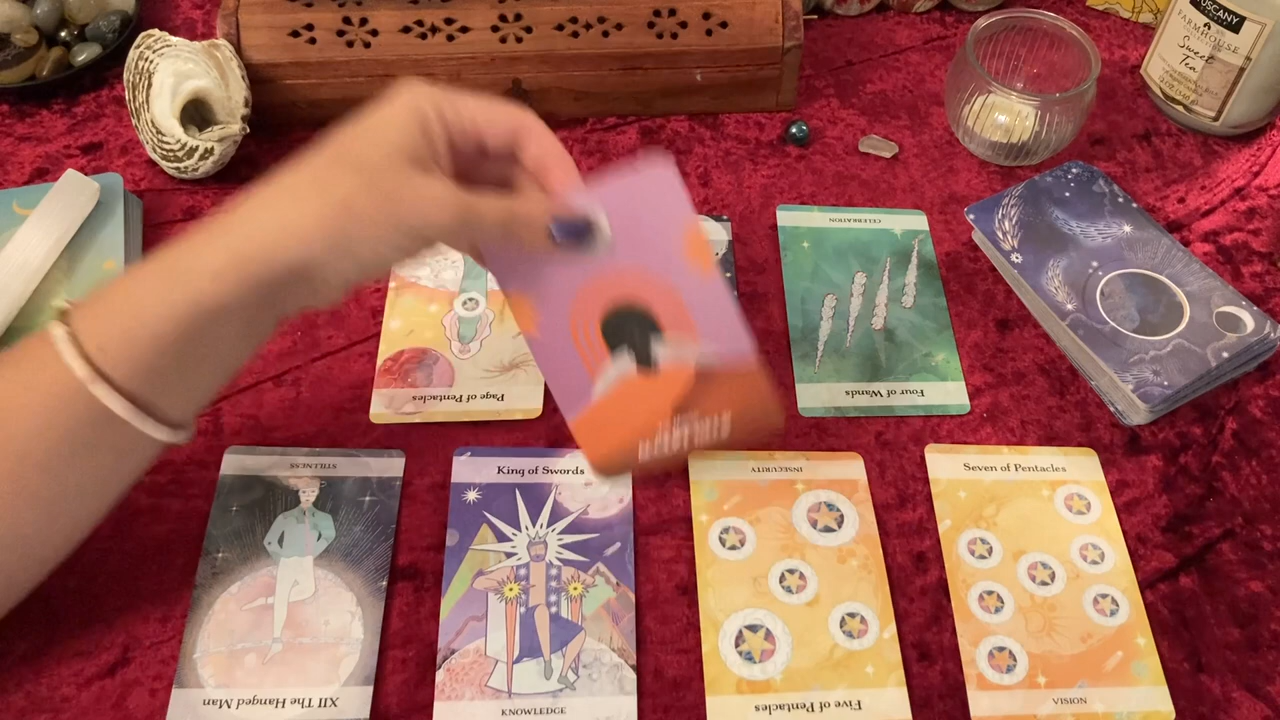 TUSCANY
FARMHOUSE
Sweet
Tea
CELEBRATION
Page of Pentacles
Four of Wands
STILLNESS
King of Swords
INSECURITY
Seven of Pentacles
XII The Hanged Man
KNOWLEDGE
Five of Pentacles
VISION